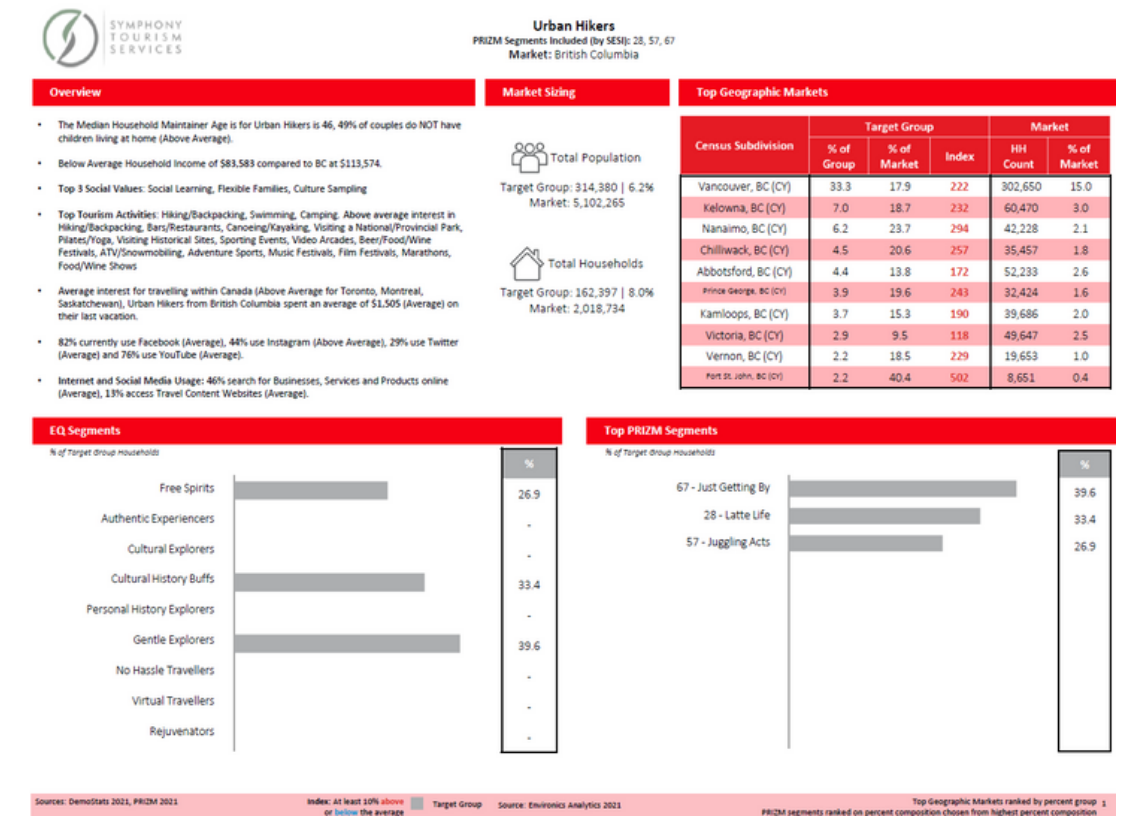 SYMPHONY
TOURISM
SERVICES
Urban Hikers
PRIZM Segments Included (by SESI): 28, 57, 67
Market: British Columbia
Overview
• The Median Household Maintainer Age is for Urban Hikers is 46, 49% of couples do NOT have
children living at home (Above Average).
• Below Average Household Income of $83,583 compared to BC at $113,574.
• Top 3 Social Values: Social Learning, Flexible Families, Culture Sampling
• Top Tourism Activities: Hiking/Backpacking, Swimming, Camping. Above average interest in
Hiking/Backpacking, Bars/Restaurants, Canoeing/Kayaking, Visiting a National/Provincial Park,
Pilates/Yoga, Visiting Historical Sites, Sporting Events, Video Arcades, Beer/Food/Wine
Festivals, ATV/Snowmobiling, Adventure Sports, Music Festivals, Film Festivals, Marathons,
Food/Wine Shows
• Average interest for travelling within Canada (Above Average for Toronto, Montreal,
Saskatchewan), Urban Hikers from British Columbia spent an average of $1,505 (Average) on
their last vacation.
• 82% currently use Facebook (Average), 44% use Instagram (Above Average), 29% use Twitter
(Average) and 76% use YouTube (Average).
• Internet and Social Media Usage: 46% search for Businesses, Services and Products online
(Average), 13% access Travel Content Websites (Average).
Market Sizing
Total Population
Target Group: 314,380 | 6.2%
Market: 5,102,265
Total Households
Target Group: 162,397 | 8.0%
Market: 2,018,734
Top Geographic Markets
Census Subdivision Target Group Market
% of Group % of Market Index HH Count % of Market
Vancouver, BC (CY) 33.3 17.9 222 302,650 15.0
Kelowna, BC (CY) 7.0 18.7 232 60,470 3.0
Nanaimo, BC (CY) 6.2 23.7 294 42,228 2.1
Chilliwack, BC (CY) 4.5 20.6 257 35,457 1.8
Abbotsford, BC (CY) 4.4 13.8 172 52,233 2.6
Prince George, BC (CY) 3.9 19.6 243 32,424 1.6
Kamloops, BC (CY) 3.7 15.3 190 39,686 2.0
Victoria, BC (CY) 2.9 9.5 118 49,647 2.5
Vernon, BC (CY) 2.2 18.5 229 19,653 1.0
Fort St. John, BC (CY) 2.2 40.4 502 8,651 0.4
EQ Segments
% of Target Group Households
%
Free Spirits 26.9
Authentic Experiencers -
Cultural Explorers -
Cultural History Buffs 33.4
Personal History Explorers -
Gentle Explorers 39.6
No Hassle Travellers -
Virtual Travellers -
Rejuvenators -
Top PRIZM Segments
% of Target Group Households
%
67 - Just Getting By 39.6
28 - Latte Life 33.4
57 - Juggling Acts 26.9
Sources: DemoStats 2021, PRIZM 2021
Index: At least 10% above
or below the average
Target Group
Source: Environics Analytics 2021
Top Geographic Markets ranked by percent group 1
PRIZM segments ranked on percent composition chosen from highest percent composition